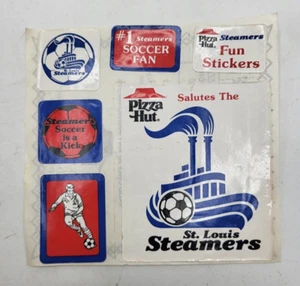 Steamers
#1 Steamers
SOCCER
FAN
Pizza
Hut
Steamers
Fun
Stickers
Steamers
Soccer
is a
Kick
Pizza
Hut
Salutes The
St. Louis
Steamers